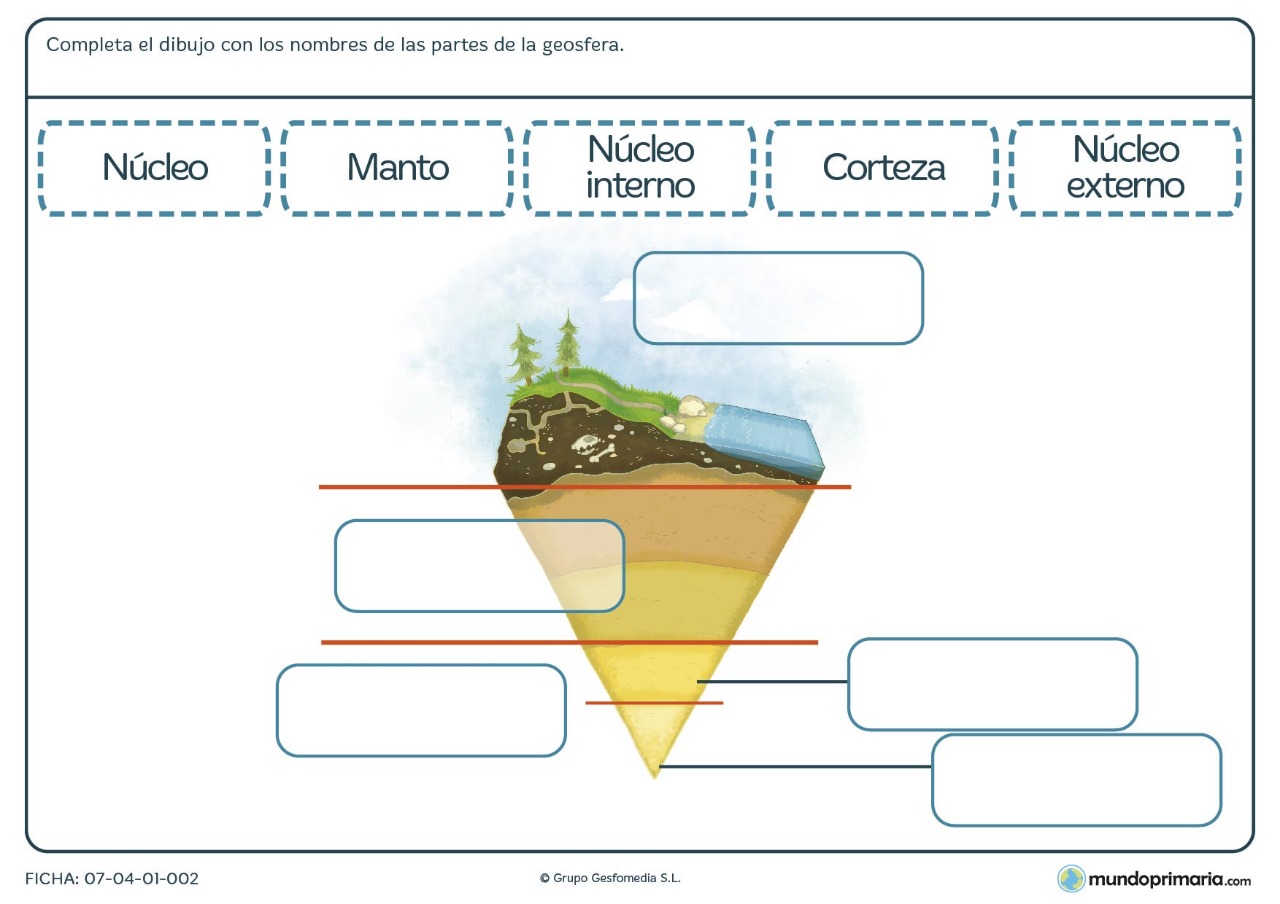 Completa el dibujo con los nombres de las partes de la geosfera.
Núcleo
Manto
Núcleo
interno
Corteza
Núcleo
externo
FICHA: 07-04-01-002
© Grupo Gesfomedia S.L.
mundoprimaria.com